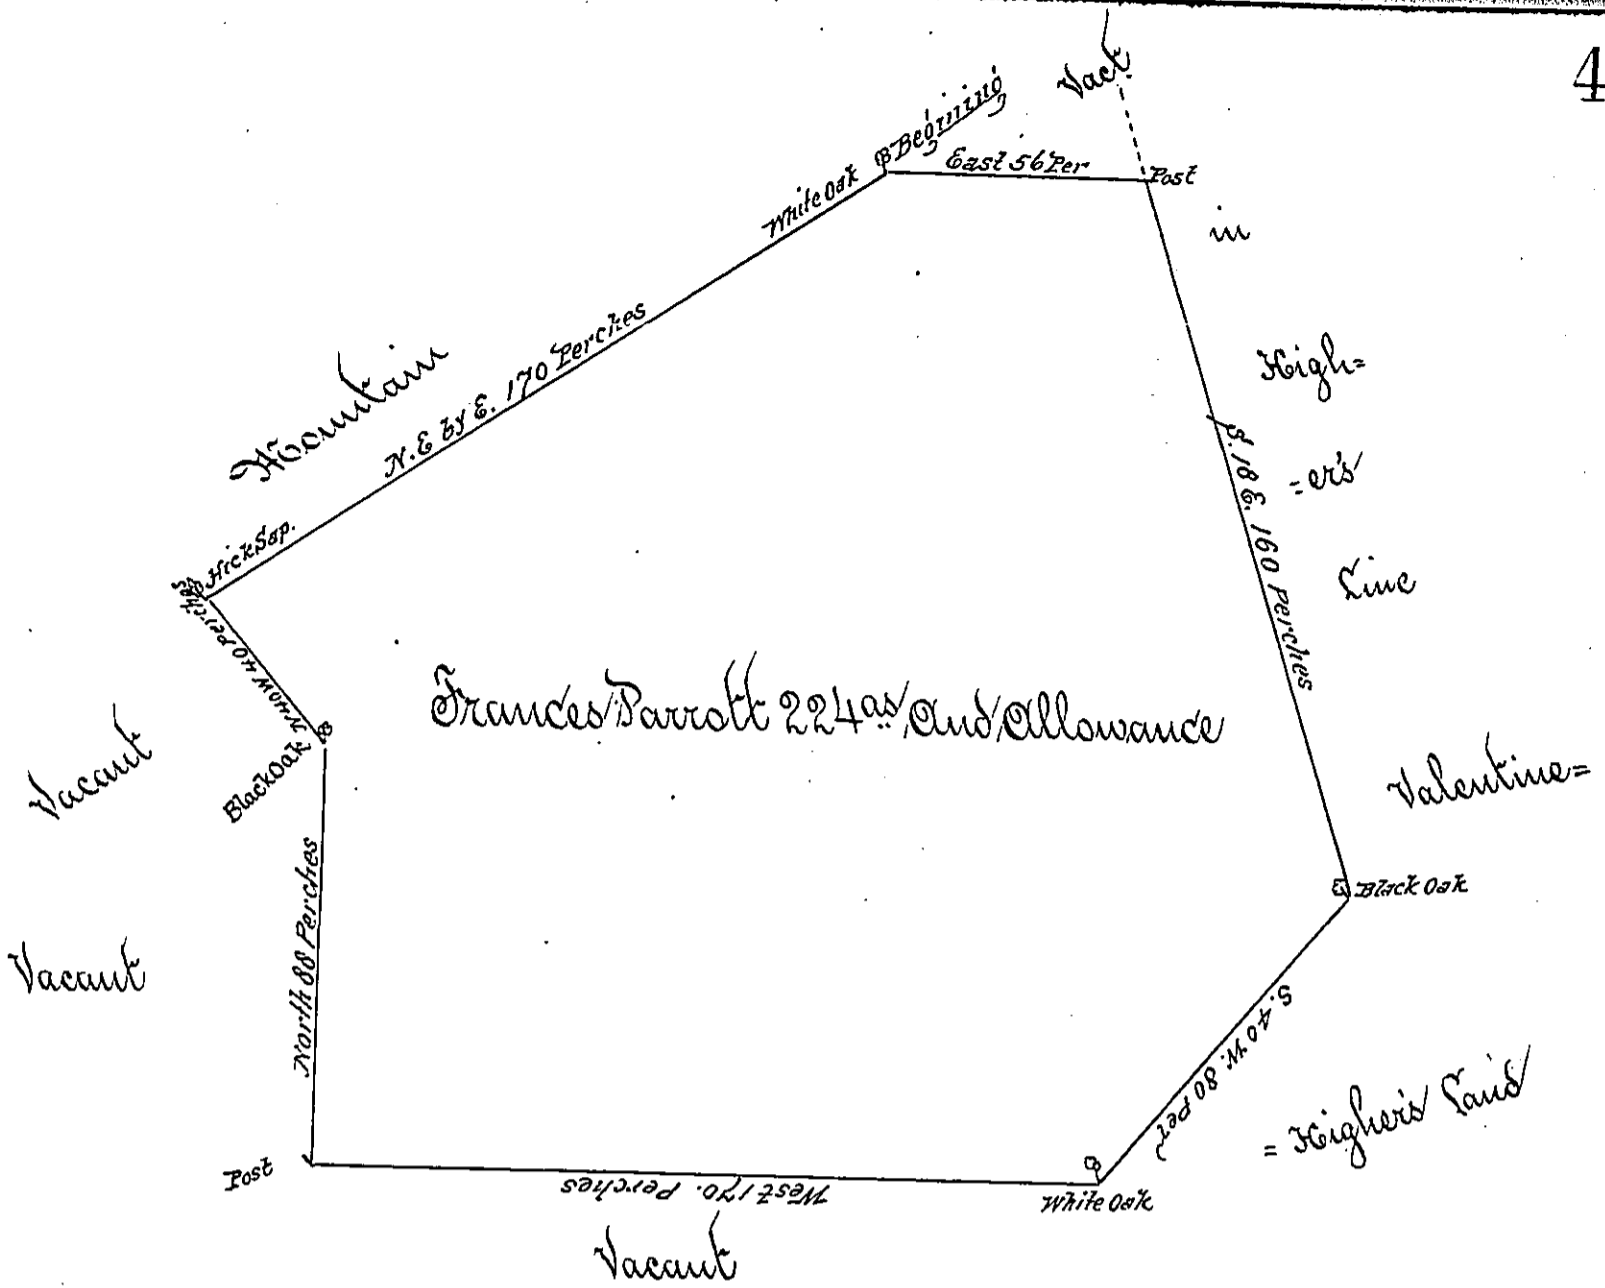 4
Vact
Begining
White Oak
East 56 Per
Post
in
High=
=er's
Line
S. 18 E. 160 Perches
Mountain
N.E by E. 170 Perches
Hick Sap.
N40W 40 Perches
Black Oak
Vacant
Frances Parrott 224as And Allowance
Valentine=
Black Oak
North 88 Perches
Vacant
S. 40 W. 80 Per
= Higher's Land
Post
West 170. Perches
White Oak
Vacant